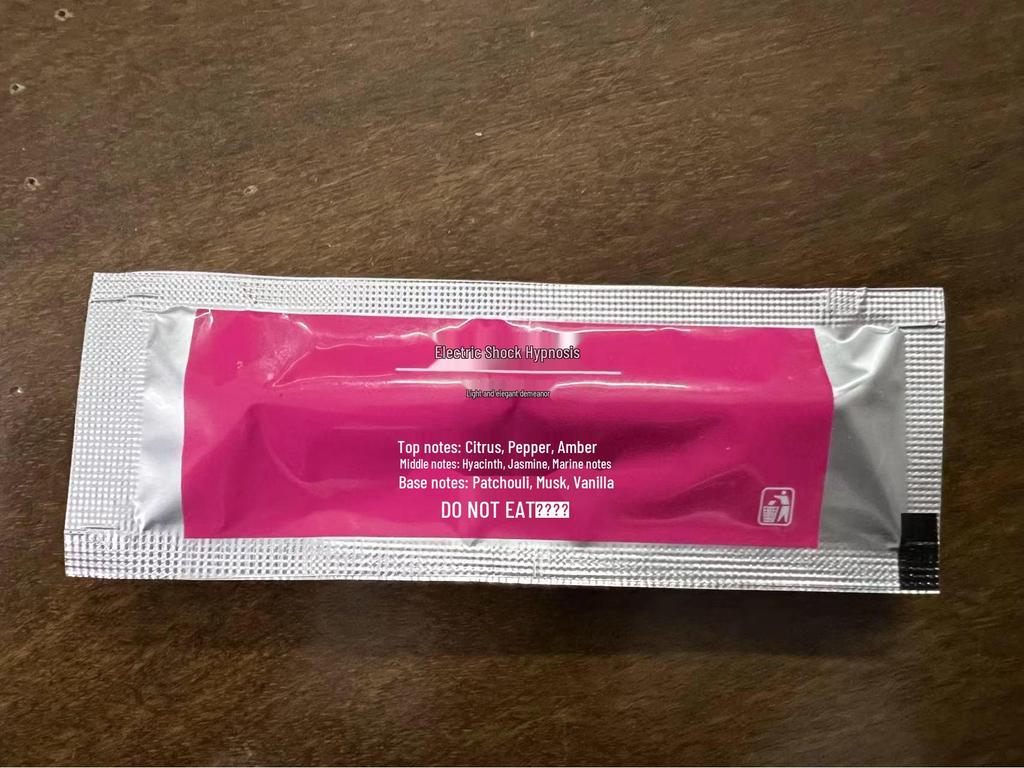 Electric Shock Hypnosis
Light and elegant demeanor
Top notes: Citrus, Pepper, Amber
Middle notes: Hyacinth, Jasmine, Marine notes
Base notes: Patchouli, Musk, Vanilla
DO NOT EAT????